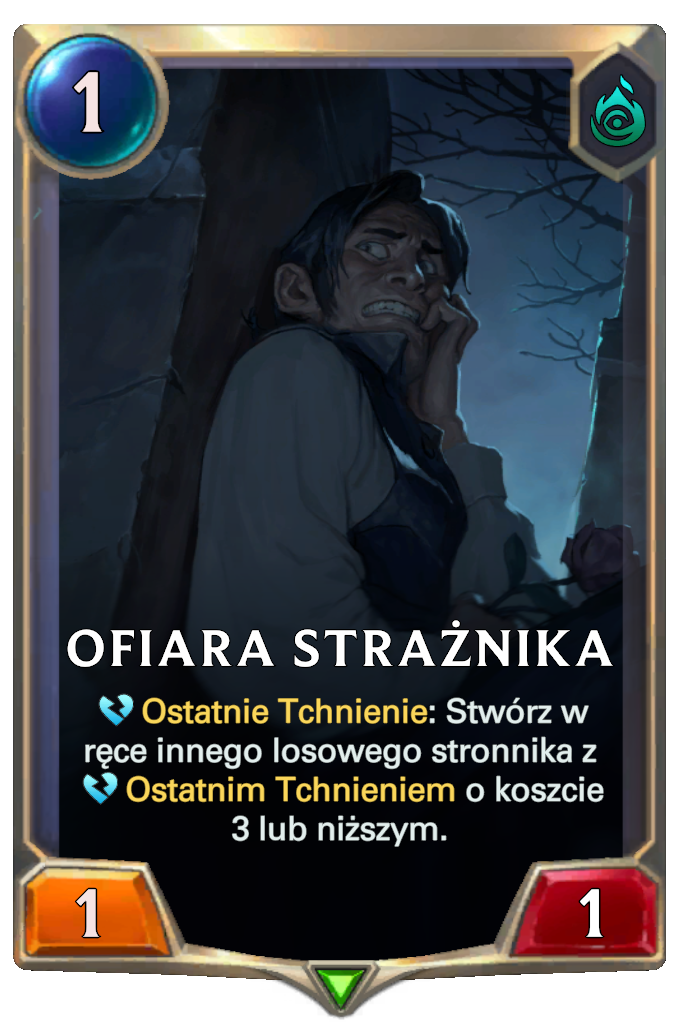 1
OFIARA STRAŻNIKA
Ostatnie Tchnienie: Stwórz w
ręce innego losowego stronnika z
Ostatnim Tchnieniem o koszcie
3 lub niższym.
1
1